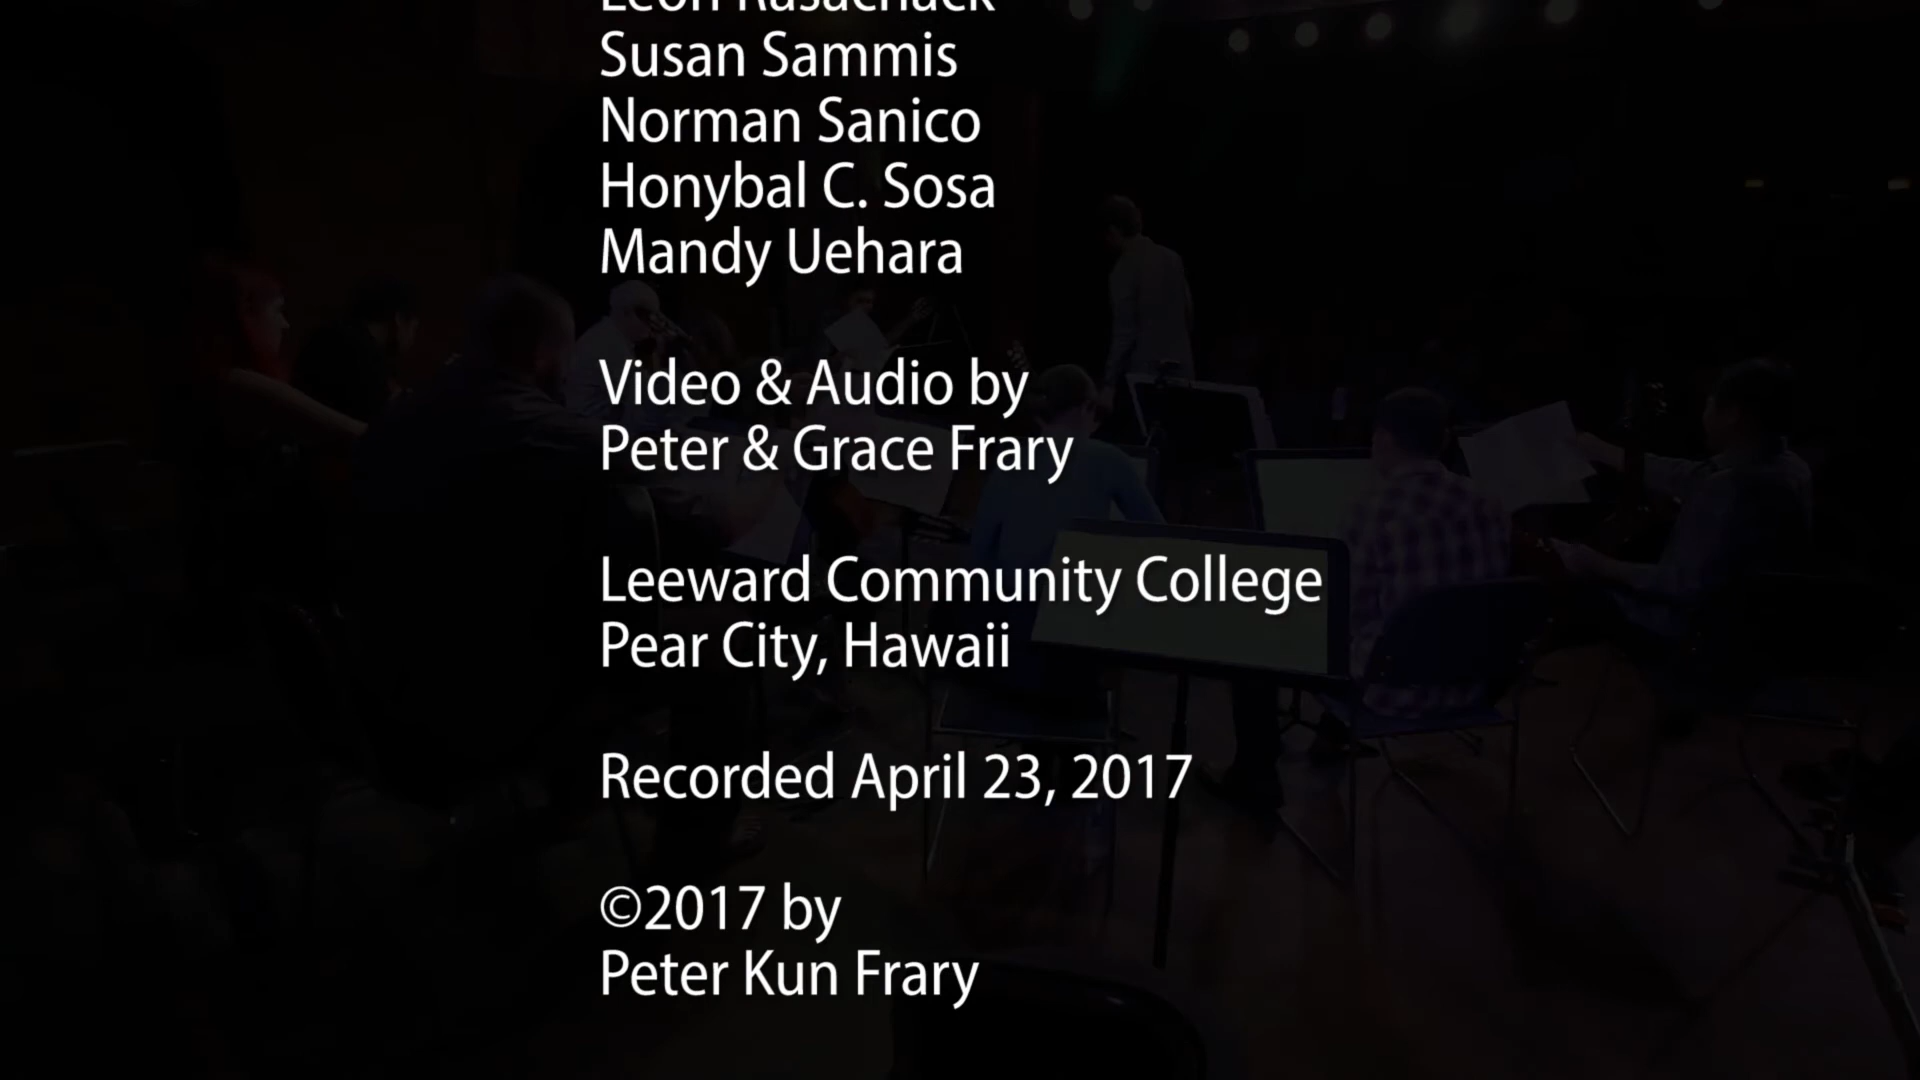 Susan Sammis
Norman Sanico
Honybal C. Sosa
Mandy Uehara
Video & Audio by
Peter & Grace Frary
Leeward Community College
Pear City, Hawaii
Recorded April 23, 2017
©2017 by
Peter Kun Frary